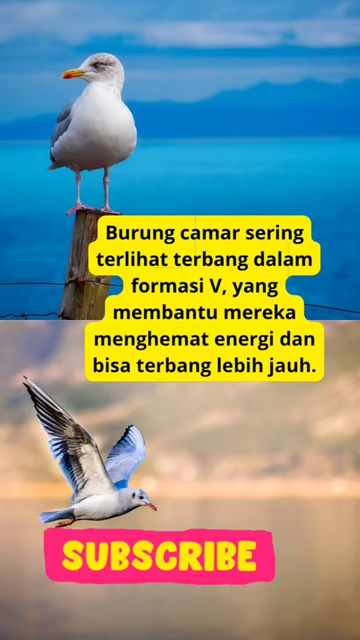 Burung camar sering
terlihat terbang dalam
formasi V, yang
membantu mereka
menghemat energi dan
bisa terbang lebih jauh.
SUBSCRIBE